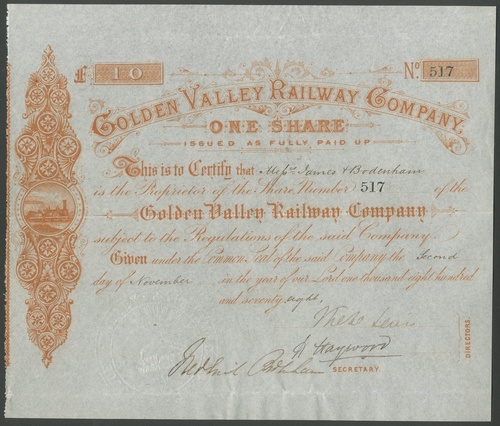 £ 10 Nº 517
GOLDEN VALLEY RAILWAY COMPANY,
ONE SHARE
ISSUED AS FULLY PAID UP
This is to Certify that Messrs James & Bodenham
is the Proprietor of the Share Number 517 of the
Golden Valley Railway Company
subject to the Regulations of the said Company.
Given under the Common Seal of the said Company the Second
day of November in the year of our Lord one thousand eight hundred
and seventy eight.
Haywood
SECRETARY.
DIRECTORS